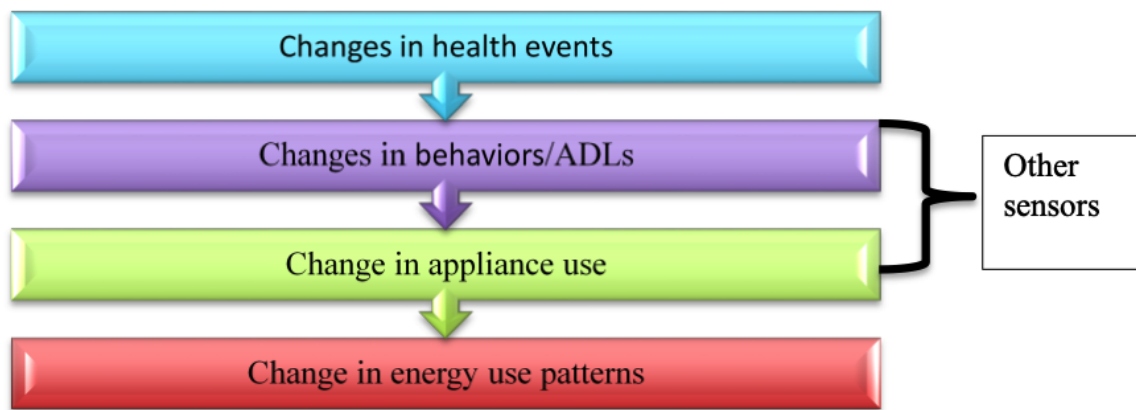 Changes in health events
Changes in behaviors/ADLs
Other
sensors
Change in appliance use
Change in energy use patterns